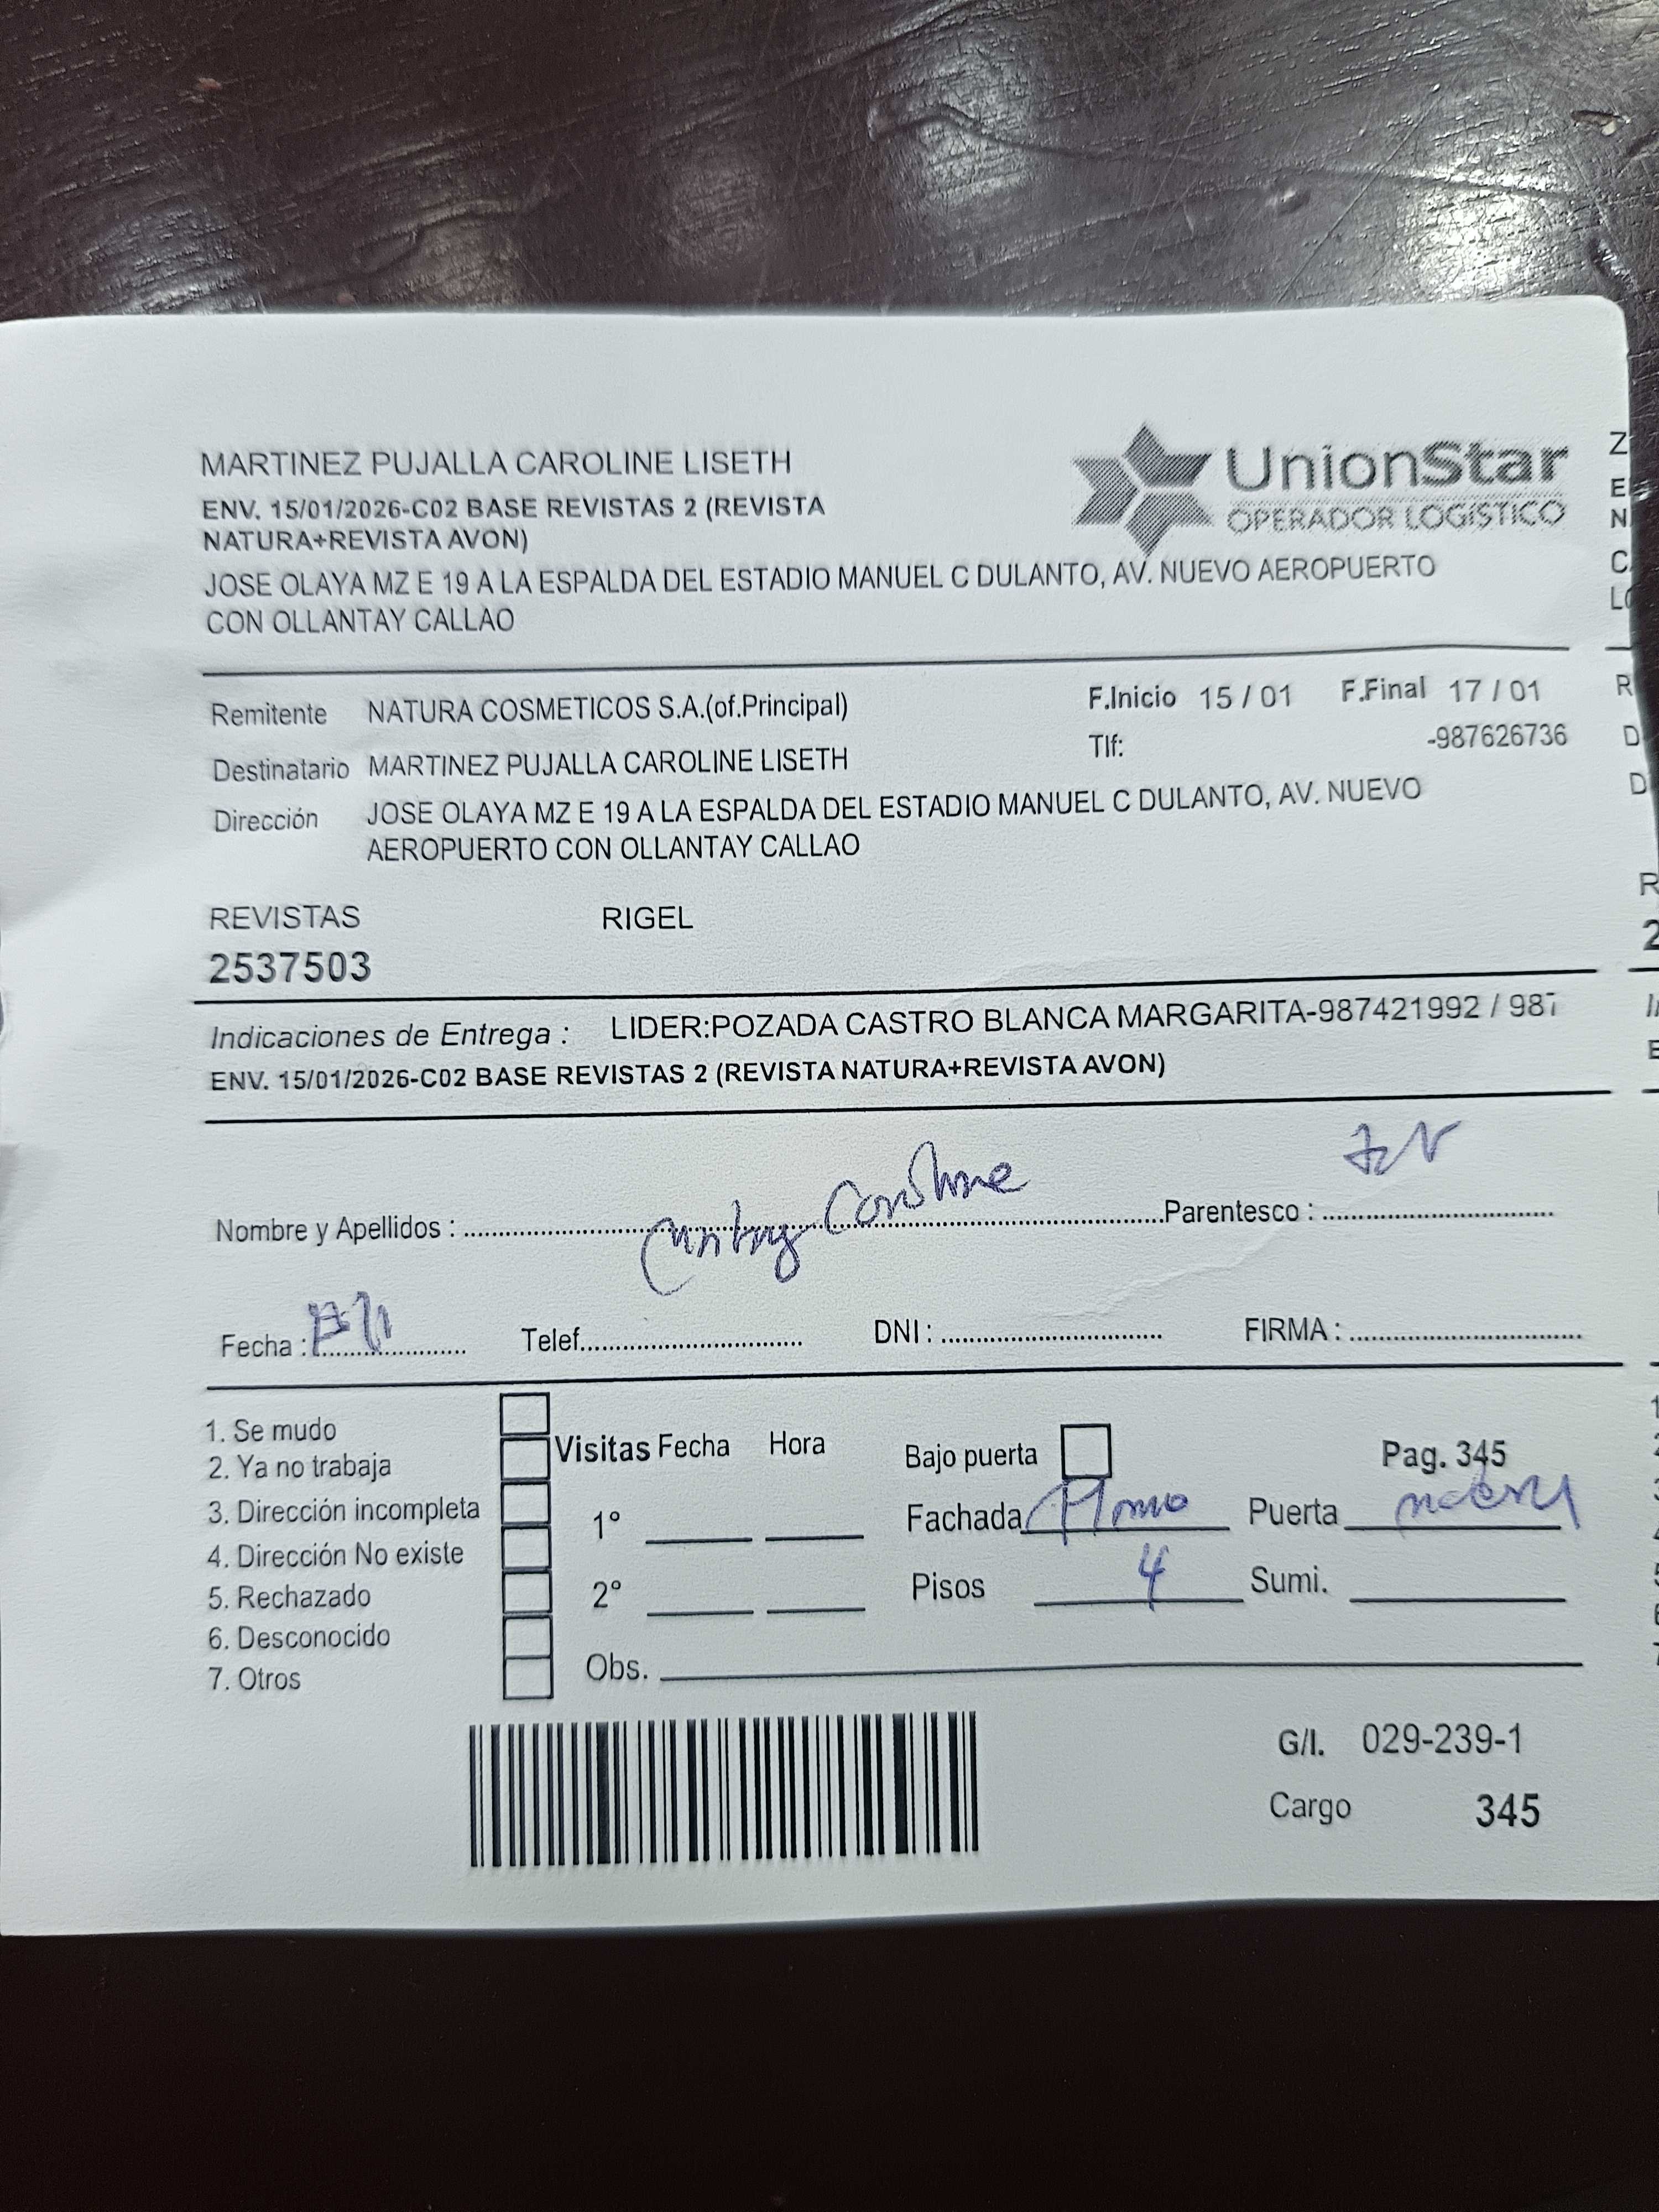 MARTINEZ PUJALLA CAROLINE LISETH
ENV. 15/01/2026-C02 BASE REVISTAS 2 (REVISTA
NATURA+REVISTA AVON)
JOSE OLAYA MZ E 19 A LA ESPALDA DEL ESTADIO MANUEL C DULANTO, AV. NUEVO AEROPUERTO
CON OLLANTAY CALLAO
UnionStar
OPERADOR LOGÍSTICO
Remitente NATURA COSMETICOS S.A.(of.Principal) F.Inicio 15 / 01 F.Final 17 / 01
Destinatario MARTINEZ PUJALLA CAROLINE LISETH Tlf: -987626736
Dirección JOSE OLAYA MZ E 19 A LA ESPALDA DEL ESTADIO MANUEL C DULANTO, AV. NUEVO
AEROPUERTO CON OLLANTAY CALLAO
REVISTAS RIGEL
2537503
Indicaciones de Entrega : LIDER:POZADA CASTRO BLANCA MARGARITA-987421992 / 987
ENV. 15/01/2026-C02 BASE REVISTAS 2 (REVISTA NATURA+REVISTA AVON)
Nombre y Apellidos : Caroline Parentesco :
Fecha : Telef. DNI : FIRMA :
1. Se mudo
2. Ya no trabaja
3. Dirección incompleta
4. Dirección No existe
5. Rechazado
6. Desconocido
7. Otros
Visitas Fecha Hora
1°
2°
Obs.
Bajo puerta Pag. 345
Fachada Puerta
Pisos 4 Sumi.
G/I. 029-239-1
Cargo 345